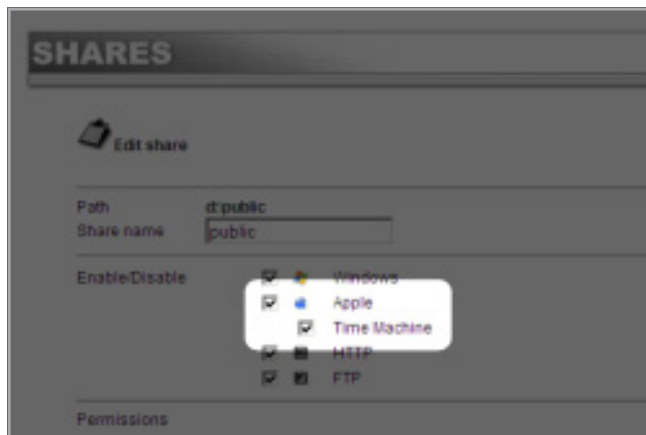 SHARES
Edit share
Path d:\public
Share name public
Enable/Disable Windows
Apple
Time Machine
HTTP
FTP
Permissions